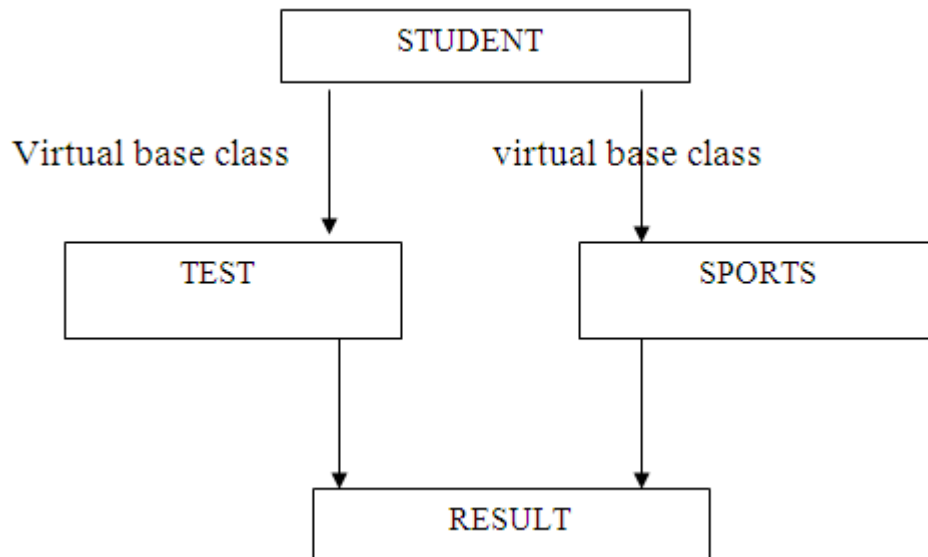 STUDENT
Virtual base class
virtual base class
TEST
SPORTS
RESULT